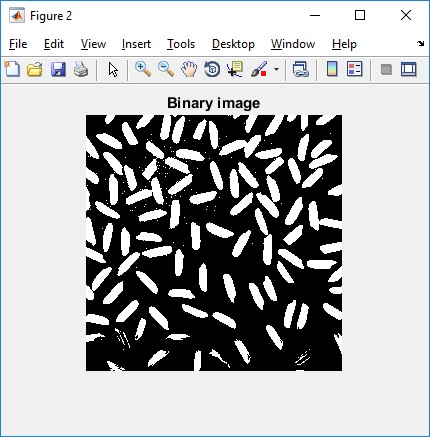 Figure 2
File Edit View Insert Tools Desktop Window Help
Binary image